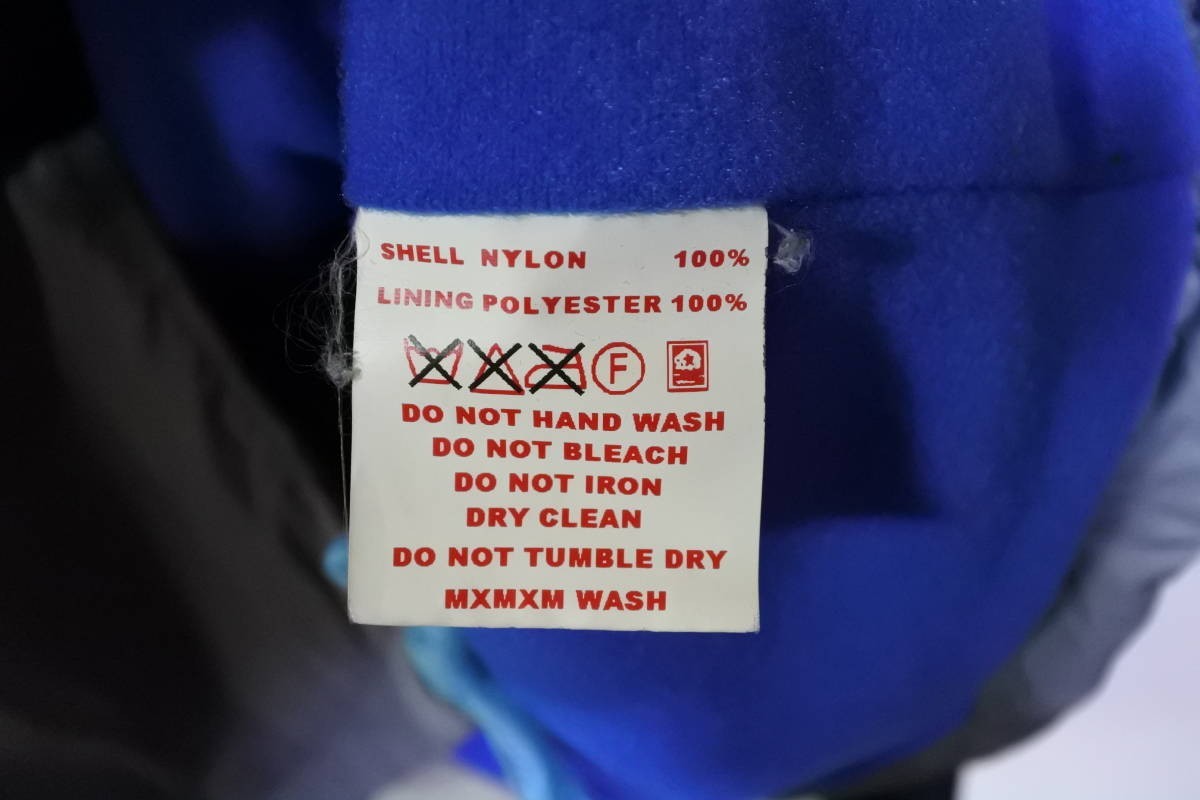 SHELL NYLON 100%
LINING POLYESTER 100%
F
DO NOT HAND WASH
DO NOT BLEACH
DO NOT IRON
DRY CLEAN
DO NOT TUMBLE DRY
MXMXM WASH